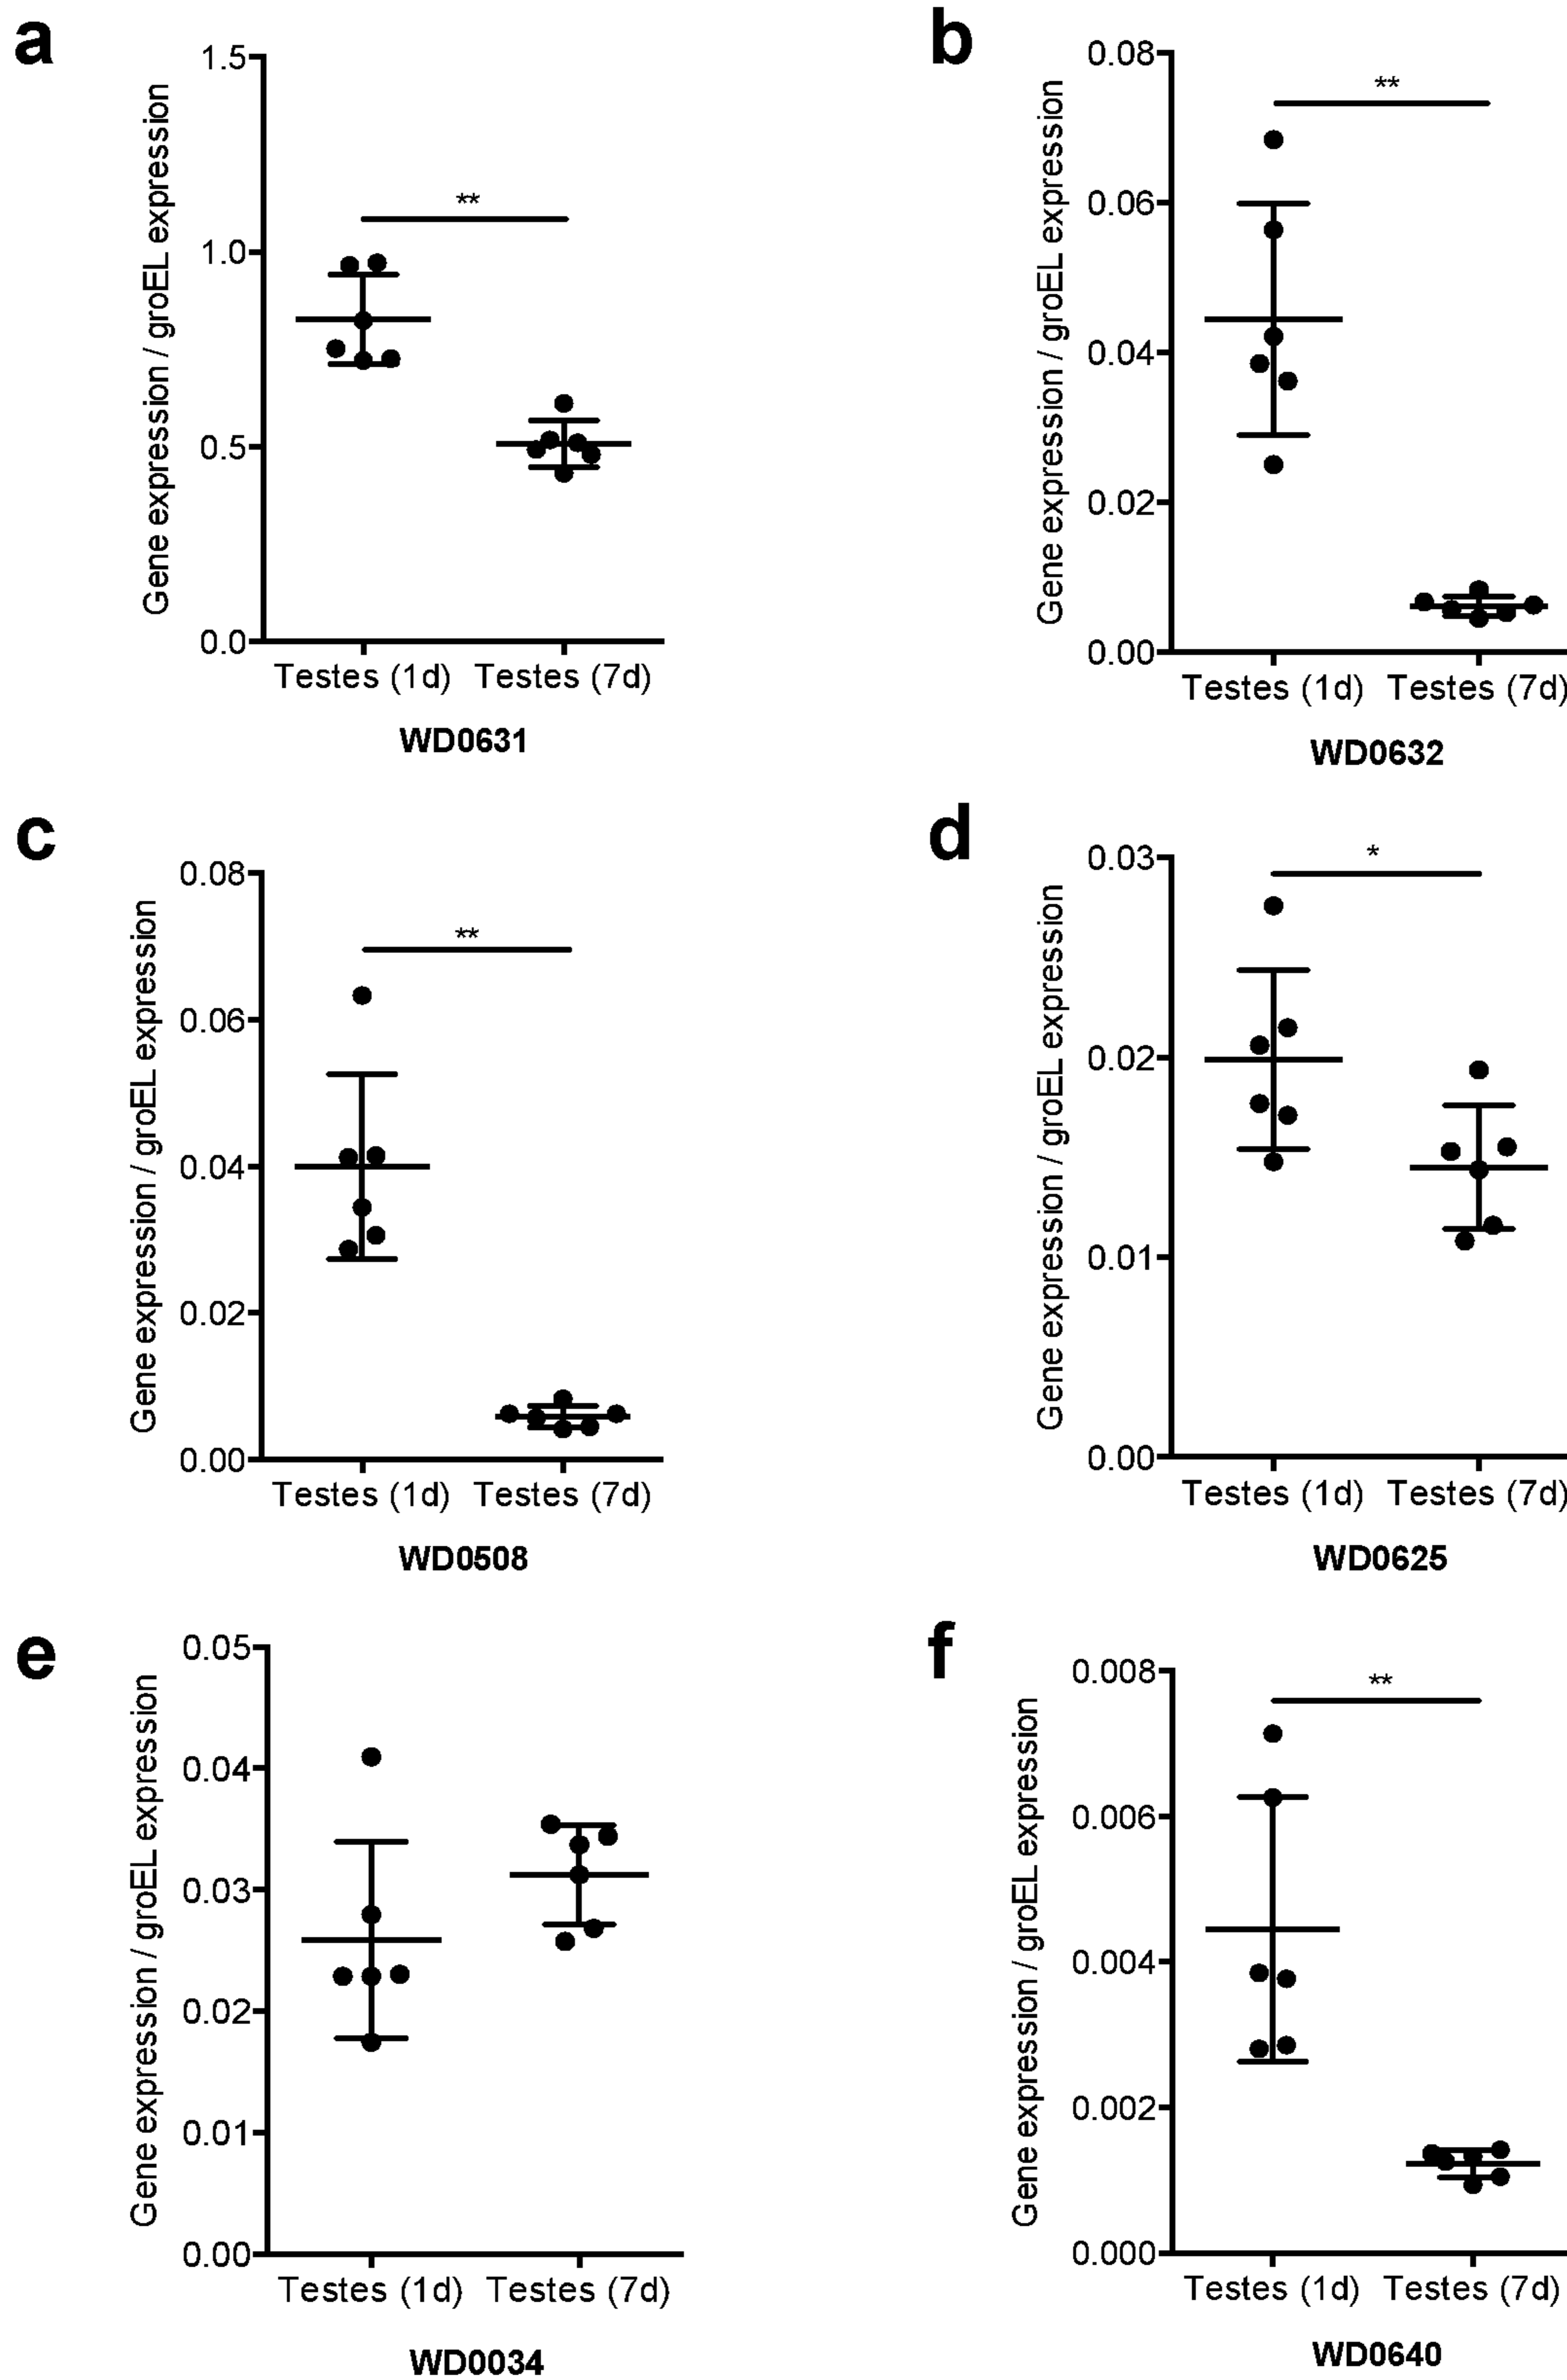 a
1.5
1.0
0.5
0.0
Gene expression / groEL expression
**
Testes (1d) Testes (7d)
WD0631
b
0.08
0.06
0.04
0.02
0.00
Gene expression / groEL expression
**
Testes (1d) Testes (7d)
WD0632
c
0.08
0.06
0.04
0.02
0.00
Gene expression / groEL expression
**
Testes (1d) Testes (7d)
WD0508
d
0.03
0.02
0.01
0.00
Gene expression / groEL expression
*
Testes (1d) Testes (7d)
WD0625
e
0.05
0.04
0.03
0.02
0.01
0.00
Gene expression / groEL expression
Testes (1d) Testes (7d)
WD0034
f
0.008
0.006
0.004
0.002
0.000
Gene expression / groEL expression
**
Testes (1d) Testes (7d)
WD0640